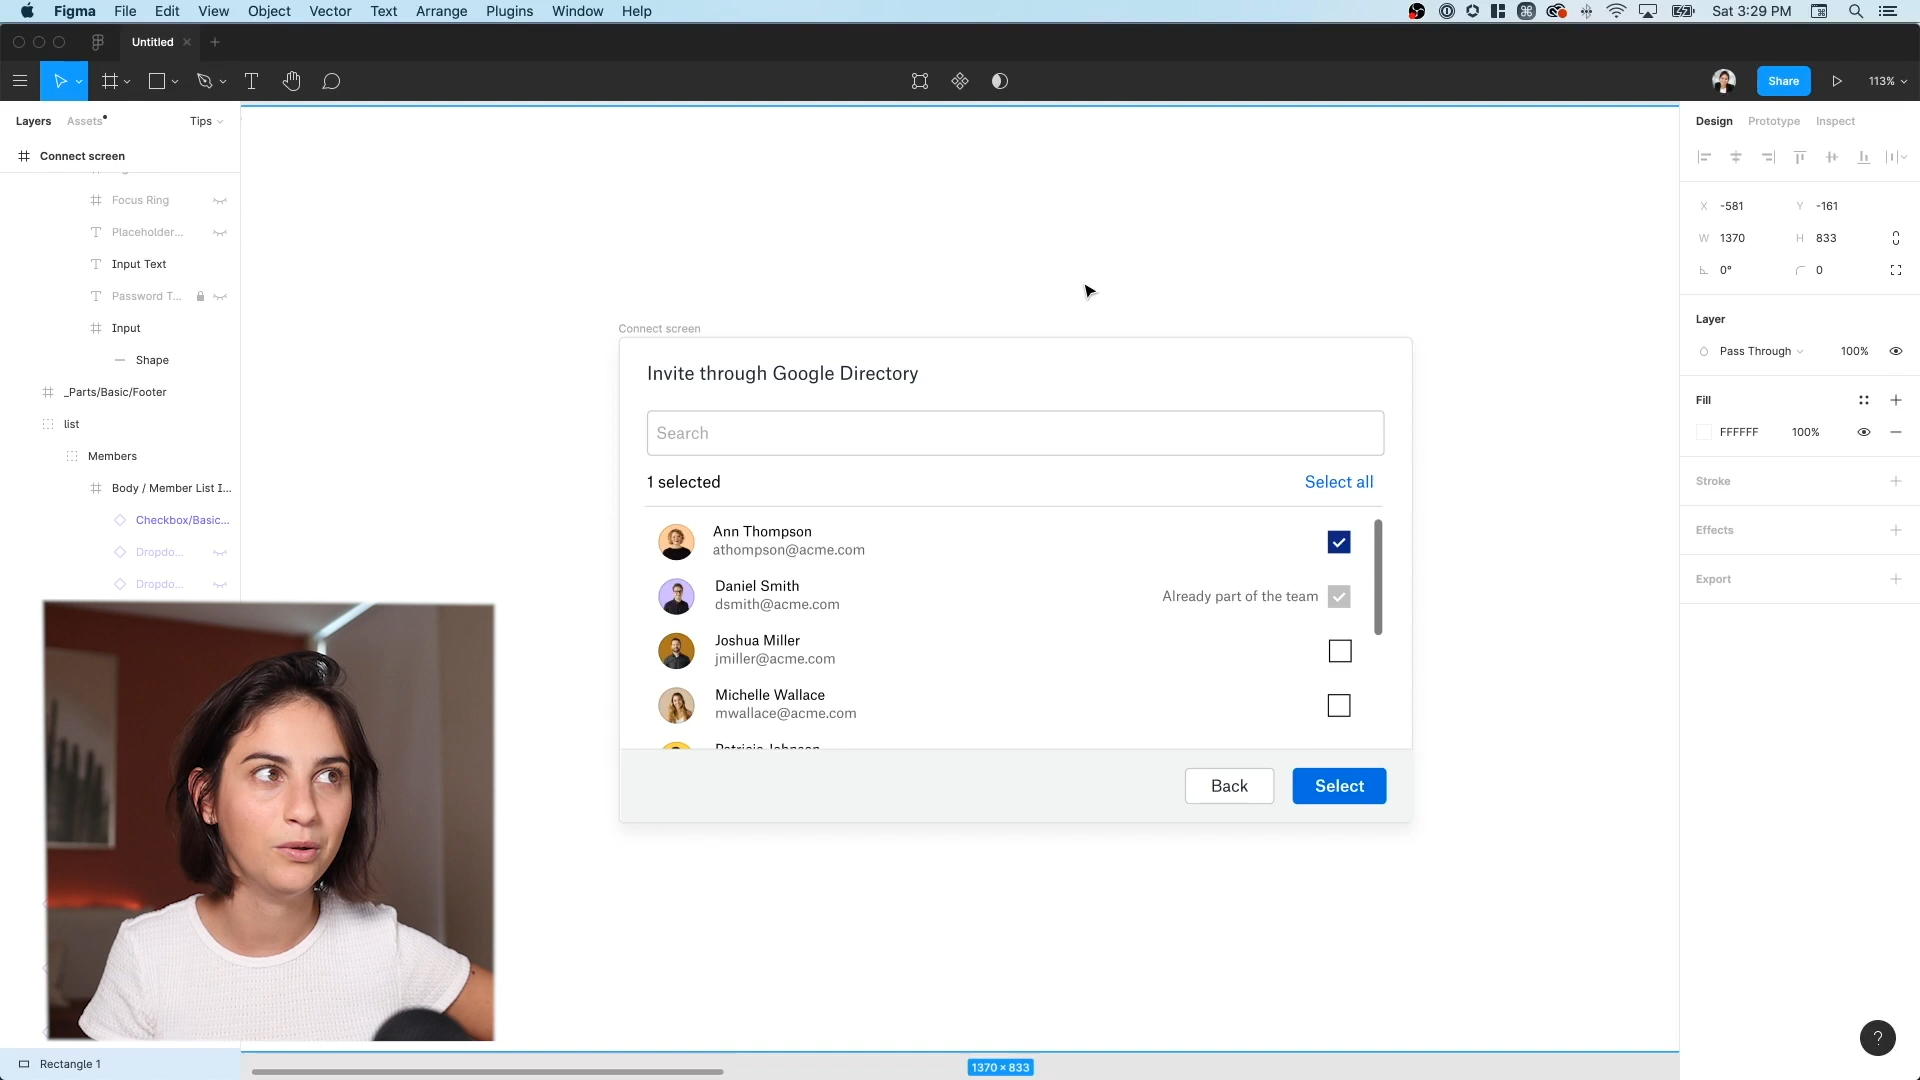 Figma File Edit View Object Vector Text Arrange Plugins Window Help Sat 3:29 PM
Untitled
Share 113%
Layers Assets Tips
Connect screen
Focus Ring
Placeholder...
Input Text
Password T...
Input
Shape
_Parts/Basic/Footer
list
Members
Body / Member List I...
Checkbox/Basic...
Dropdo...
Dropdo...
Rectangle 1
Connect screen
Invite through Google Directory
Search
1 selected Select all
Ann Thompson
athompson@acme.com
Daniel Smith
dsmith@acme.com
Already part of the team
Joshua Miller
jmiller@acme.com
Michelle Wallace
mwallace@acme.com
Back Select
1370 × 833
Design Prototype Inspect
X -581 Y -161
W 1370 H 833
0° 0
Layer
Pass Through 100%
Fill
FFFFFF 100%
Stroke
Effects
Export
?